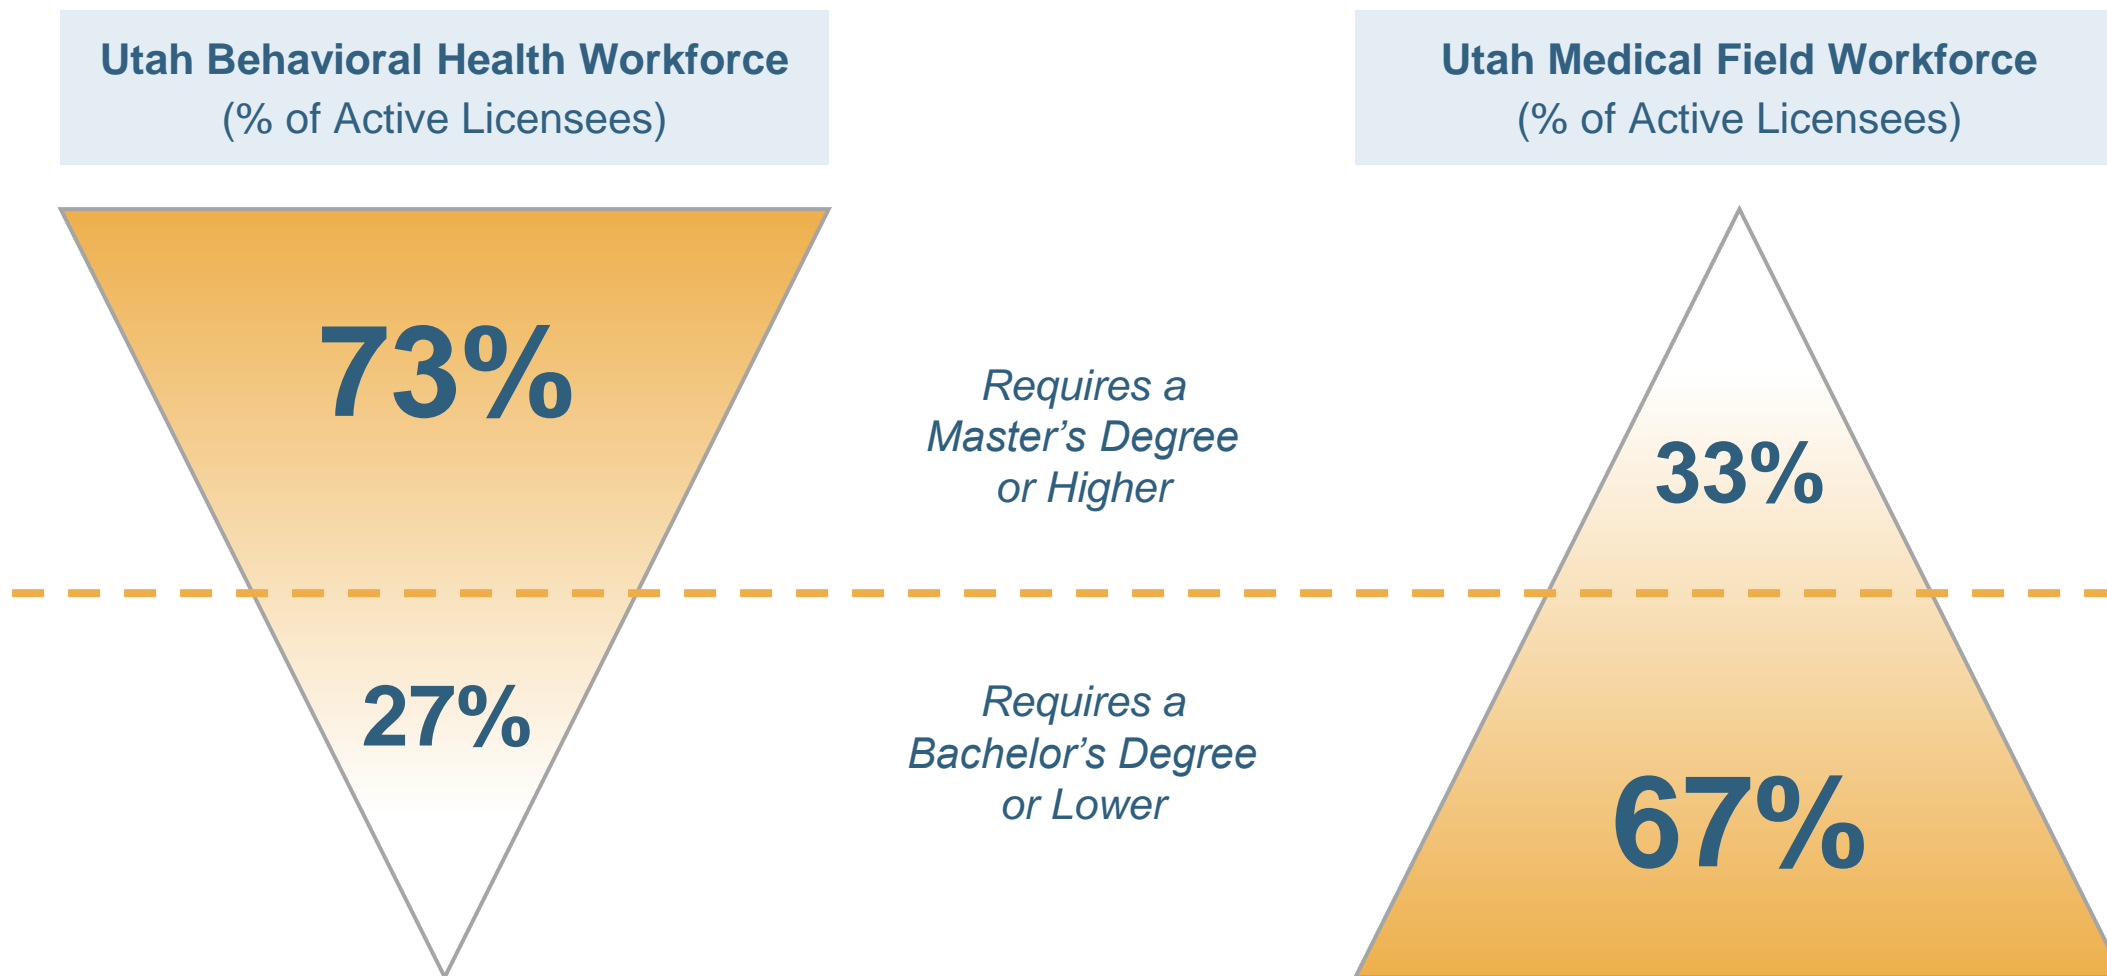 Utah Behavioral Health Workforce
(% of Active Licensees)
Utah Medical Field Workforce
(% of Active Licensees)
73%
Requires a
Master’s Degree
or Higher
33%
27%
Requires a
Bachelor’s Degree
or Lower
67%